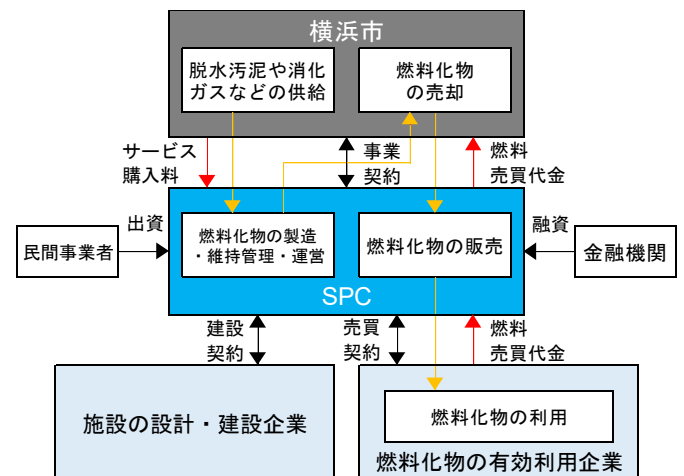 横浜市
脱水汚泥や消化
ガスなどの供給
燃料化物
の売却
サービス
購入料
事業
契約
燃料
売買代金
出資
融資
民間事業者
燃料化物の製造
・維持管理・運営
燃料化物の販売
金融機関
SPC
建設
契約
売買
契約
燃料
売買代金
施設の設計・建設企業
燃料化物の利用
燃料化物の有効利用企業